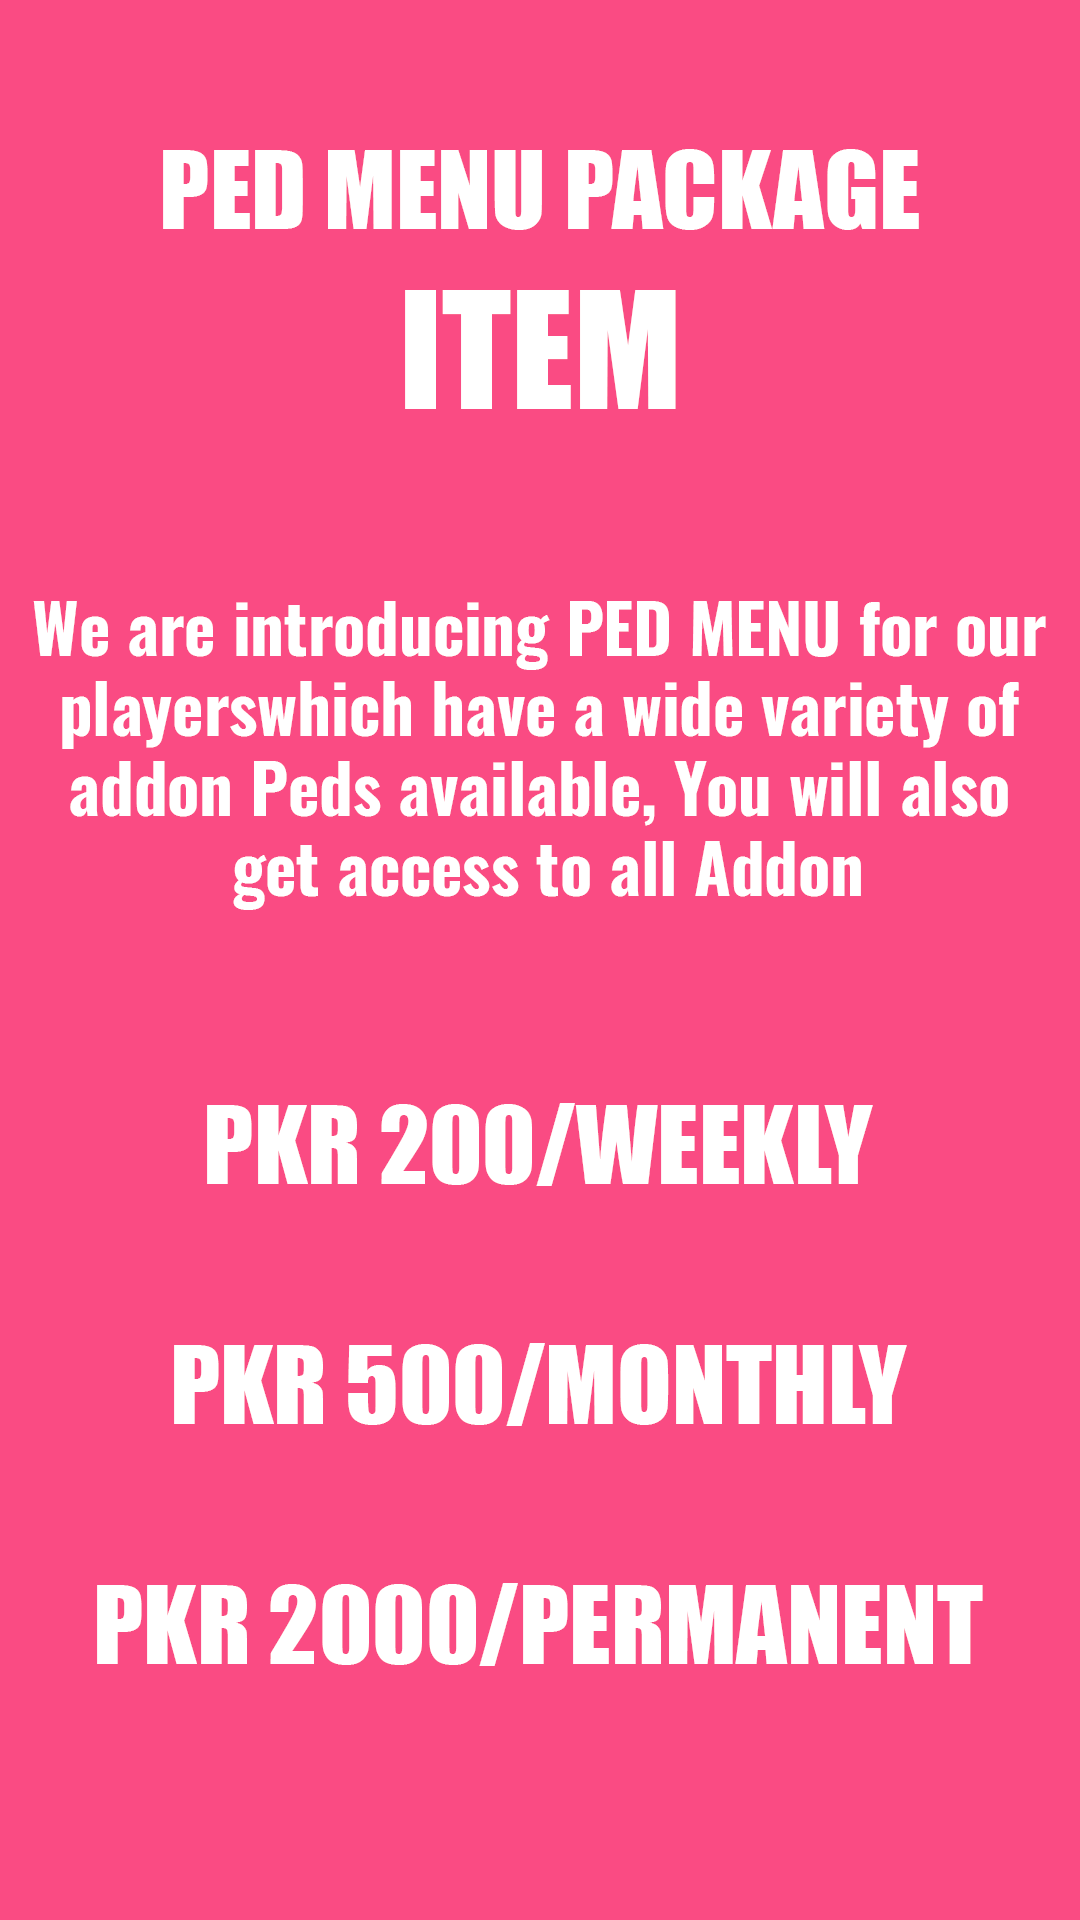 PED MENU PACKAGE
ITEM
We are introducing PED MENU for our
playerswhich have a wide variety of
addon Peds available, You will also
get access to all Addon
PKR 200/WEEKLY
PKR 500/MONTHLY
PKR 2000/PERMANENT